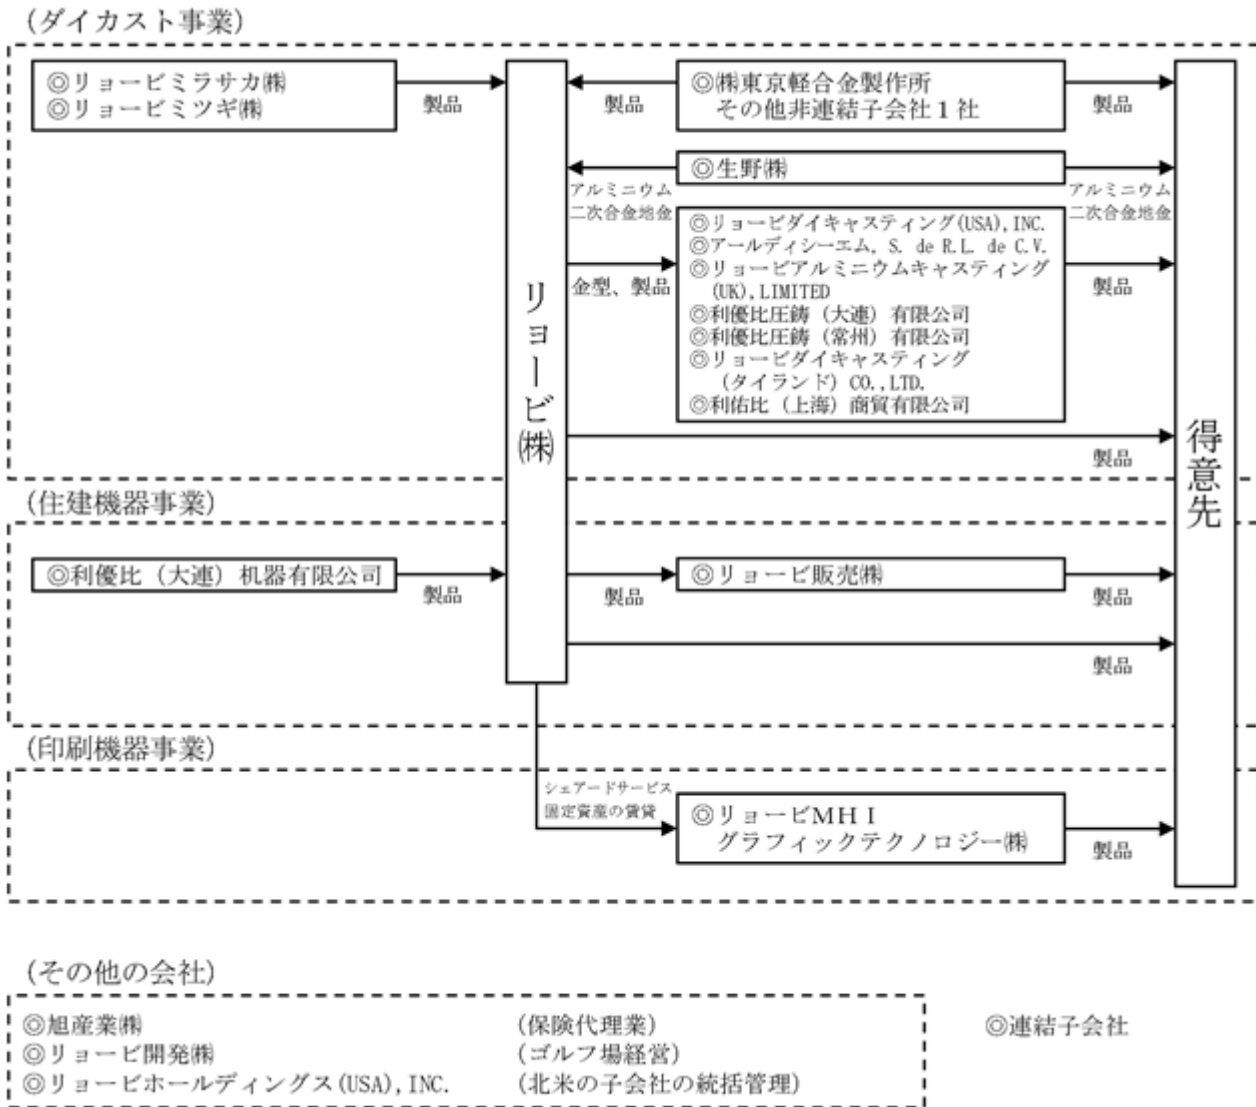 (ダイカスト事業)
◎リョービミラサカ㈱
◎リョービミツギ㈱
製品
製品
◎㈱東京軽合金製作所
その他非連結子会社1社
製品
◎生野㈱
アルミニウム
二次合金地金
アルミニウム
二次合金地金
金型、製品
◎リョービダイキャスティング(USA),INC.
◎アールディシーエム, S. de R.L. de C.V.
◎リョービアルミニウムキャスティング
(UK),LIMITED
◎利優比圧鋳(大連)有限公司
◎利優比圧鋳(常州)有限公司
◎リョービダイキャスティング
(タイランド) CO.,LTD.
◎利佑比(上海)商貿有限公司
製品
リョービ㈱
製品
得意先
(住建機器事業)
◎利優比(大連)机器有限公司
製品
製品
◎リョービ販売㈱
製品
製品
(印刷機器事業)
シェアードサービス
固定資産の賃貸
◎リョービMHI
グラフィックテクノロジー㈱
製品
(その他の会社)
◎旭産業㈱ (保険代理業)
◎リョービ開発㈱ (ゴルフ場経営)
◎リョービホールディングス(USA),INC. (北米の子会社の統括管理)
◎連結子会社